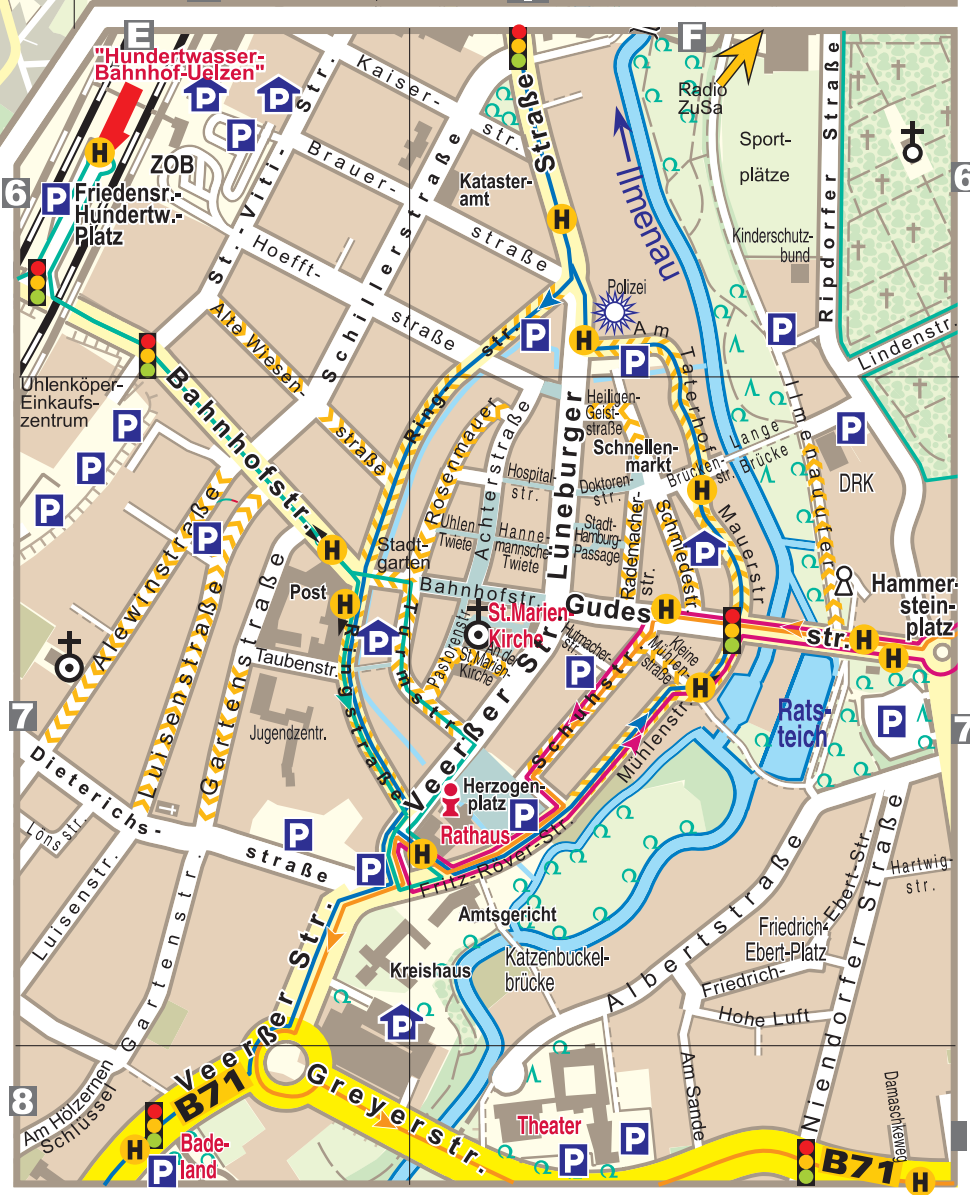 E
F
"Hundertwasser-
Bahnhof-Uelzen"
P
P
P
H
ZOB
6
P
Friedensr.-
Hundertw.-
Platz
St.-Viti-Str.
Kaiser-
str.
Brauer-
straße
Hoefft-
straße
Schillerstraße
Kataster-
amt
Straße
H
Ilmenau
Radio
ZuSa
Sport-
plätze
Kinderschutz-
bund
Ripdorfer Straße
6
Lindenstr.
Polizei
P
H
Am
P
Taterhof
P
Alte Wiesen-
straße
Ring
str.
Uhlenköper-
Einkaufs-
zentrum
P
P
P
Bahnhofstr.
H
Rosenmauer
Achterstraße
Lüneburger
Heiligen-
Geist-
straße
Schnellen-
markt
Hospital-
str.
Doktoren-
str.
Brücken-
str.
Lange
Brücke
Ilmenauufer
P
DRK
H
Uhlen
Twiete
Hanne-
mannsche
Twiete
Stadt-
Hamburg-
Passage
Rademacher-
str.
Schmiedestr.
P
Mauerstr.
Stadt-
garten
P
Post
H
Bahnhofstr.
Turmstr.
Pastorenstr.
St.Marien-
Kirche
An der
St.Marien-
Kirche
Gudes-
H
str.
H
H
Hammer-
stein-
platz
Alewinstraße
Luisenstraße
Gartenstraße
Taubenstr.
P
Ringstraße
Hutmacher-
str.
P
Kleine
Mühlen-
straße
H
Schuhstr.
Mühlenstr.
7
Jugendzentr.
Veerßer Str.
Rats-
teich
P
7
Dieterichs-
straße
Lons-
str.
Luisenstr.
Gartenstr.
Herzogen-
platz
P
Rathaus
H
Fritz-Röver-Str.
P
P
Amtsgericht
Kreishaus
Katzenbuckel-
brücke
P
Albertstraße
Friedrich-
Ebert-Platz
Friedrich-
Ebert-Str.
Hartwig-
str.
Hohe Luft
Niendorfer Straße
Am Sande
Damaschkeweg
Veerßer Str.
8
Am Hölzernen
Schlüssel
B71
Greyerstr.
H
P
Bade-
land
Theater
P
P
B71
H